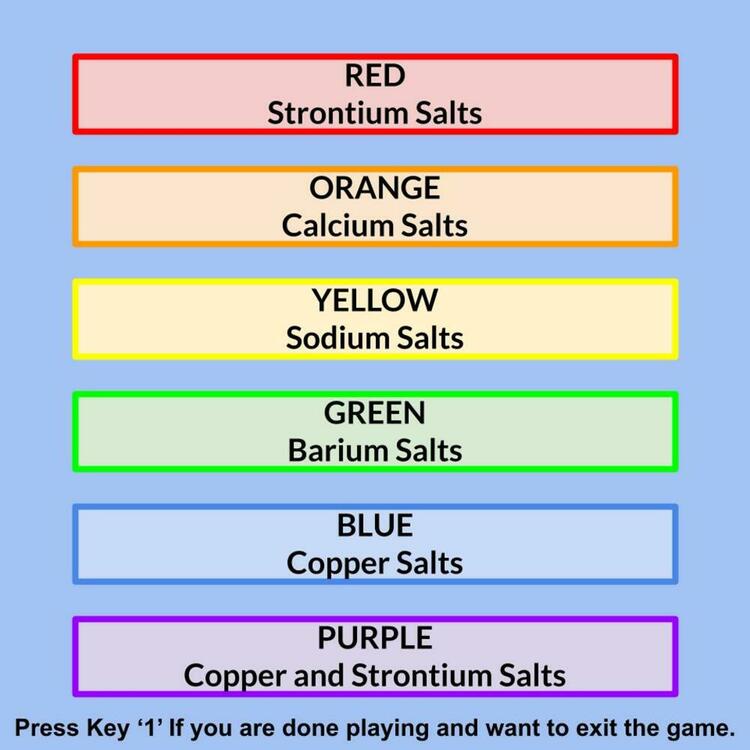 RED
Strontium Salts
ORANGE
Calcium Salts
YELLOW
Sodium Salts
GREEN
Barium Salts
BLUE
Copper Salts
PURPLE
Copper and Strontium Salts
Press Key ‘1’ If you are done playing and want to exit the game.